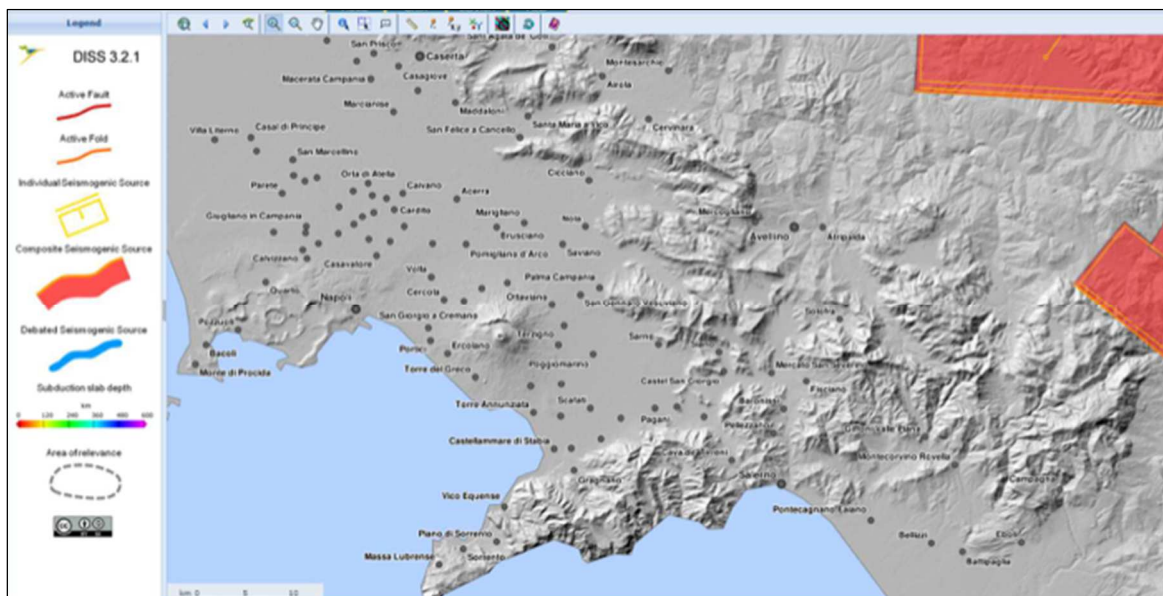 Legend
DISS 3.2.1
Active Fault
Active Fold
Individual Seismogenic Source
Composite Seismogenic Source
Debated Seismogenic Source
Subduction slab depth
km
0 120 240 360 480 600
Area of relevance
San Prisco
Caserta
Sant'Agata de' Goti
Montesarchio
Macerata Campania
Casagiove
Airola
Marcianise
Maddaloni
Santa Maria a Vico
Cervinara
Villa Literno
Casal di Principe
San Felice a Cancello
San Marcellino
Cicciano
Orta di Atella
Parete
Caivano
Acerra
Mercogliano
Giugliano in Campania
Cardito
Marigliano
Nola
Brusciano
Avellino
Atripalda
Calvizzano
Casavatore
Pomigliano d'Arco
Saviano
Volla
Palma Campania
Quarto
Cercola
Ottaviano
San Gennaro Vesuviano
Napoli
San Giorgio a Cremano
Solofra
Pozzuoli
Terzigno
Sarno
Bacoli
Portici
Ercolano
Poggiomarino
Mercato San Severino
Monte di Procida
Torre del Greco
Castel San Giorgio
Fisciano
Torre Annunziata
Scafati
Baronissi
Pagani
Pellezzano
Giffoni Valle Piana
Castellammare di Stabia
Cava de' Tirreni
Montecorvino Rovella
Gragnano
Salerno
Campagna
Vico Equense
Pontecagnano Faiano
Piano di Sorrento
Bellizzi
Eboli
Massa Lubrense
Sorrento
Battipaglia
km 0 5 10